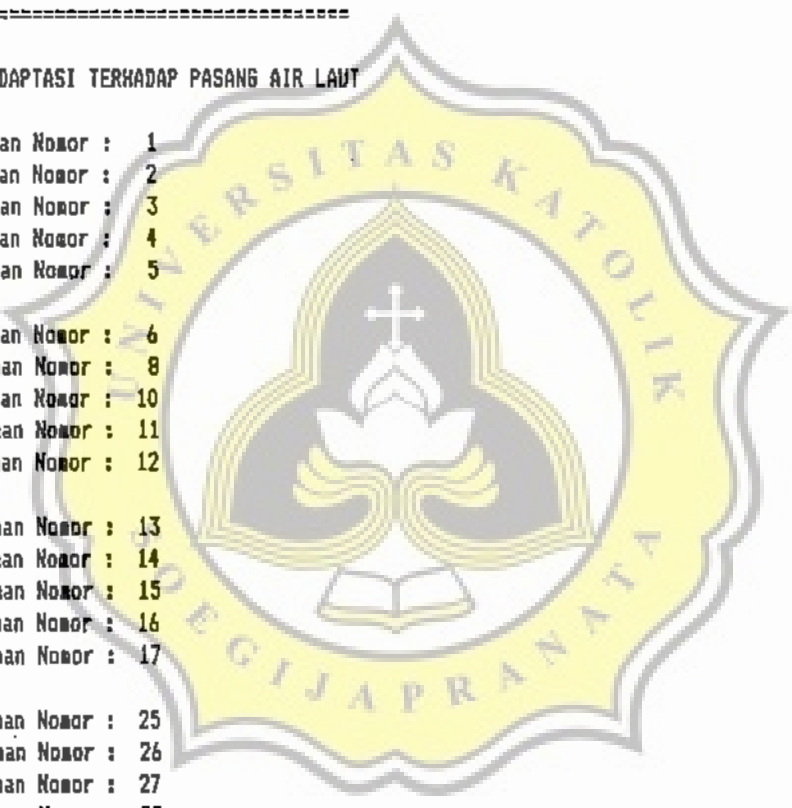 =================================
DAPTASI TERHADAP PASANG AIR LAUT
an Nomor : 1
an Nomor : 2
an Nomor : 3
an Nomor : 4
an Nomor : 5
an Nomor : 6
an Nomor : 8
an Nomor : 10
an Nomor : 11
an Nomor : 12
an Nomor : 13
an Nomor : 14
an Nomor : 15
an Nomor : 16
an Nomor : 17
an Nomor : 25
an Nomor : 26
an Nomor : 27
UNIVERSITAS KATOLIK
SOEGIJAPRANATA